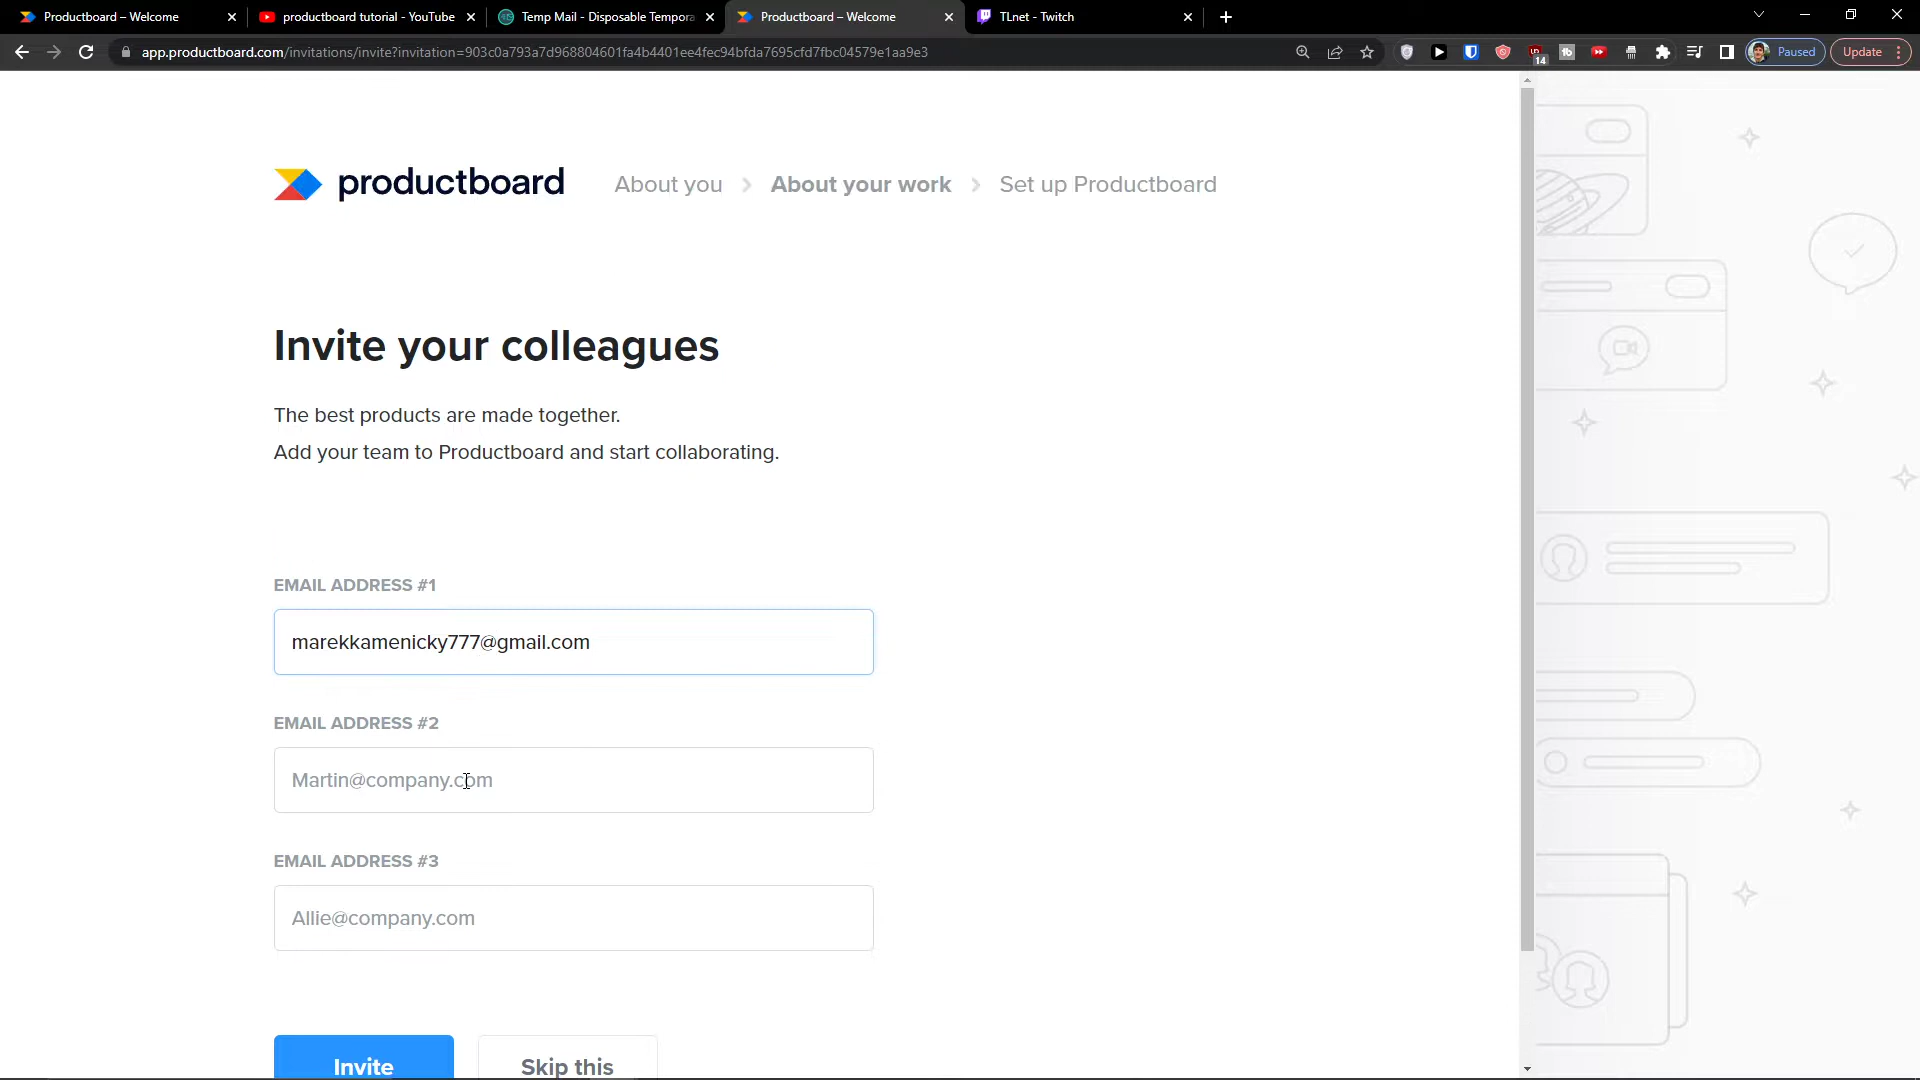 Productboard – Welcome
productboard tutorial - YouTube
Temp Mail - Disposable Tempora
Productboard – Welcome
TLnet - Twitch
app.productboard.com/invitations/invite?invitation=903c0a793a7d968804601fa4b4401ee4fec94bfda7695cfd7fbc04579e1aa9e3
14
Paused
Update
productboard
About you
About your work
Set up Productboard
Invite your colleagues
The best products are made together.
Add your team to Productboard and start collaborating.
EMAIL ADDRESS #1
marekkamenicky777@gmail.com
EMAIL ADDRESS #2
Martin@company.com
EMAIL ADDRESS #3
Allie@company.com
Invite
Skip this